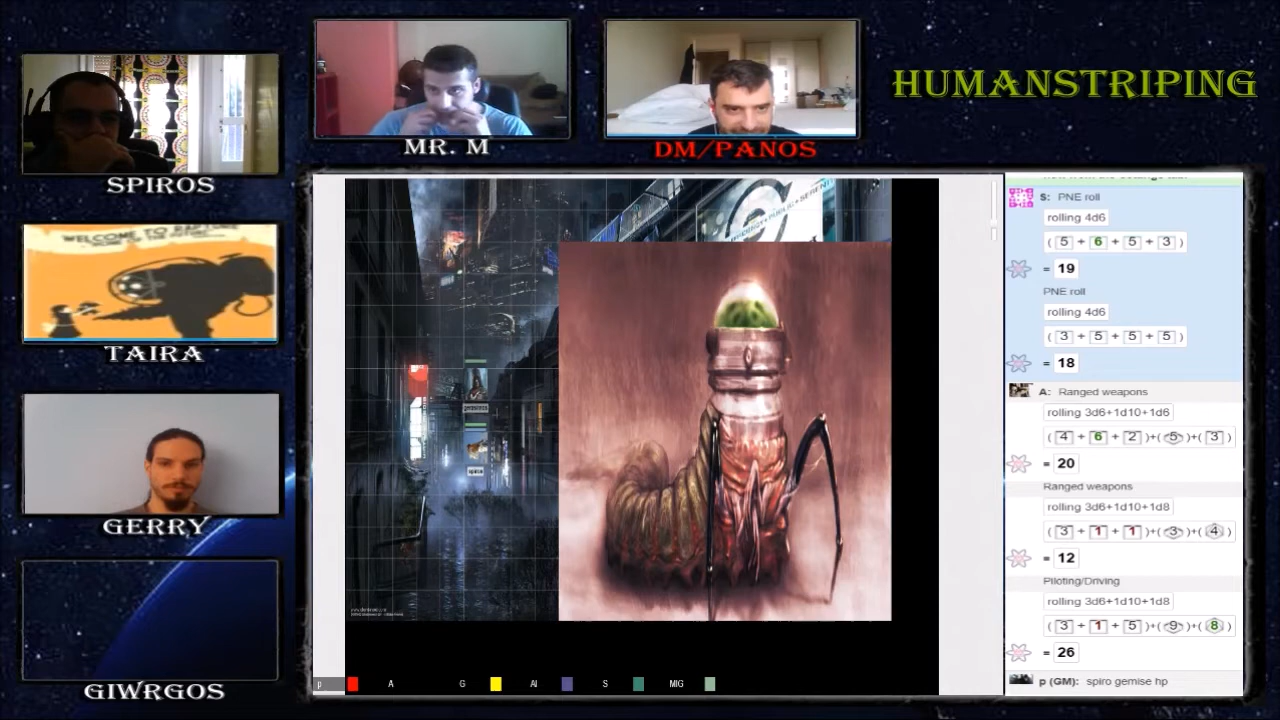 HUMANSTRIPING
MR. M
DM/PANOS
SPIROS
WELCOME TO RAPTURE
TAIRA
GERRY
GIWRGOS
p
A
G
AI
S
MIG
S: PNE roll
rolling 4d6
( 5 + 6 + 5 + 3 )
= 19
PNE roll
rolling 4d6
( 3 + 5 + 5 + 5 )
= 18
A: Ranged weapons
rolling 3d6+1d10+1d6
( 4 + 6 + 2 )+( 5 )+( 3 )
= 20
Ranged weapons
rolling 3d6+1d10+1d8
( 3 + 1 + 1 )+( 3 )+( 4 )
= 12
Piloting/Driving
rolling 3d6+1d10+1d8
( 3 + 1 + 5 )+( 9 )+( 8 )
= 26
p (GM): spiro gemise hp